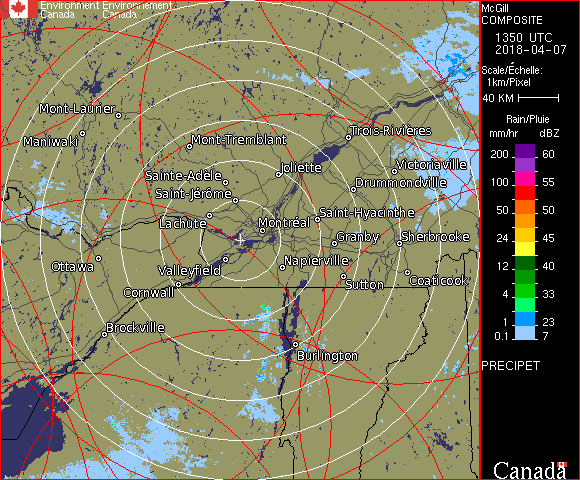 Environment Environnement
Canada Canada
Mont-Laurier
Maniwaki
Mont-Tremblant
Trois-Rivières
Sainte-Adèle
Joliette
Victoriaville
Saint-Jérôme
Drummondville
Lachute
Montréal
Saint-Hyacinthe
Granby
Sherbrooke
Ottawa
Valleyfield
Napierville
Cornwall
Sutton
Coaticook
Brockville
Burlington
McGill
COMPOSITE
1350 UTC
2018-04-07
Scale/Échelle:
1km/Pixel
40 KM
Rain/Pluie
mm/hr dBZ
200 60
150 57
100 55
50 50
24 45
12 40
4 33
1 23
0.1 7
PRECIPET
Canada